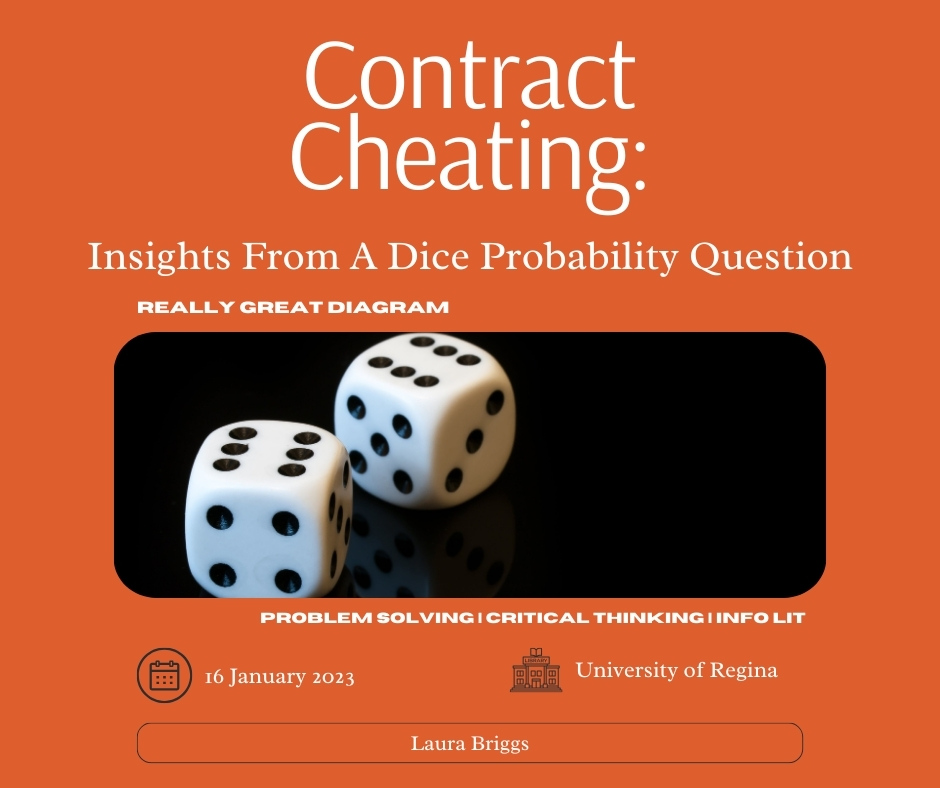 Contract
Cheating:
Insights From A Dice Probability Question
REALLY GREAT DIAGRAM
PROBLEM SOLVING | CRITICAL THINKING | INFO LIT
16 January 2023
LIBRARY
University of Regina
Laura Briggs